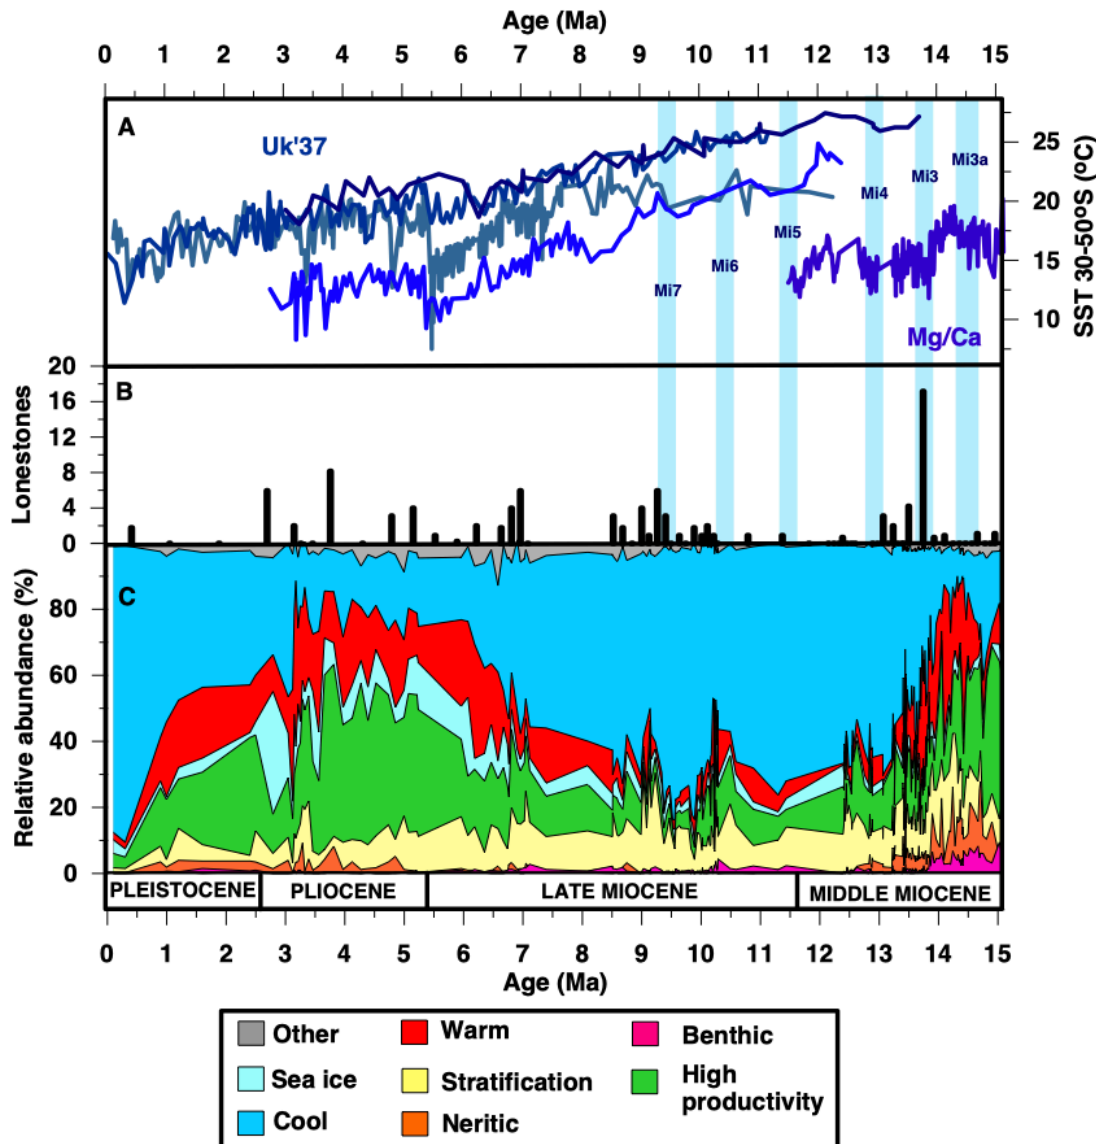 Age (Ma)
0 1 2 3 4 5 6 7 8 9 10 11 12 13 14 15
A
Uk'37
Mi3a
Mi3
Mi4
Mi5
Mi6
Mi7
Mg/Ca
25
20
15
10
SST 30-50ºS (ºC)
B
20
16
12
8
4
0
Lonestones
C
80
60
40
20
0
Relative abundance (%)
PLEISTOCENE PLIOCENE LATE MIOCENE MIDDLE MIOCENE
0 1 2 3 4 5 6 7 8 9 10 11 12 13 14 15
Age (Ma)
Other Warm Benthic
Sea ice Stratification High
productivity
Cool Neritic